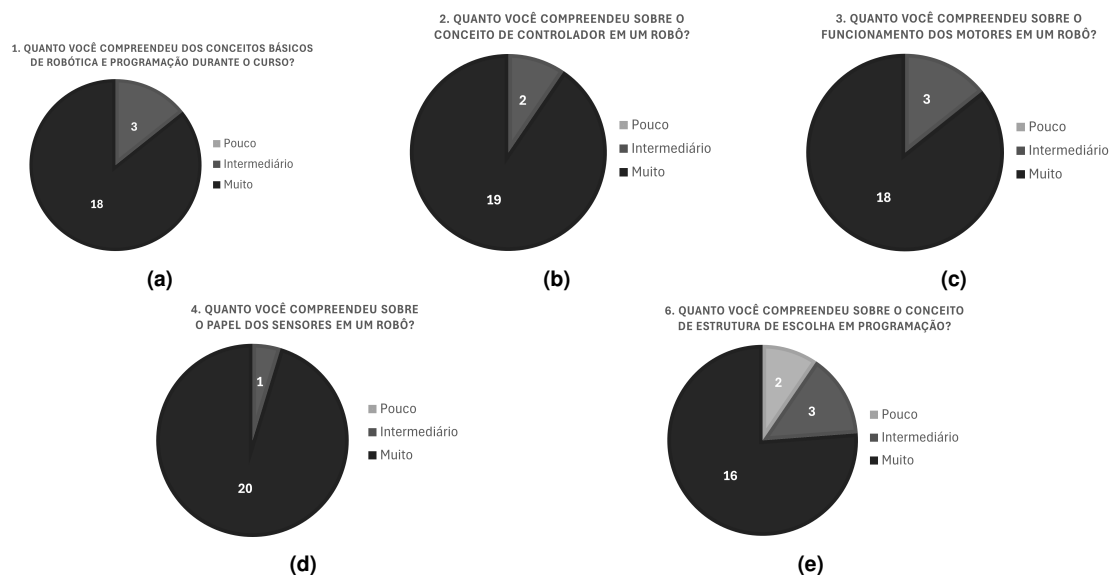 1. QUANTO VOCÊ COMPREENDEU DOS CONCEITOS BÁSICOS
DE ROBÓTICA E PROGRAMAÇÃO DURANTE O CURSO?
3
18
Pouco
Intermediário
Muito
(a)
2. QUANTO VOCÊ COMPREENDEU SOBRE O
CONCEITO DE CONTROLADOR EM UM ROBÔ?
2
19
Pouco
Intermediário
Muito
(b)
3. QUANTO VOCÊ COMPREENDEU SOBRE O
FUNCIONAMENTO DOS MOTORES EM UM ROBÔ?
3
18
Pouco
Intermediário
Muito
(c)
4. QUANTO VOCÊ COMPREENDEU SOBRE
O PAPEL DOS SENSORES EM UM ROBÔ?
1
20
Pouco
Intermediário
Muito
(d)
6. QUANTO VOCÊ COMPREENDEU SOBRE O CONCEITO
DE ESTRUTURA DE ESCOLHA EM PROGRAMAÇÃO?
2
3
16
Pouco
Intermediário
Muito
(e)